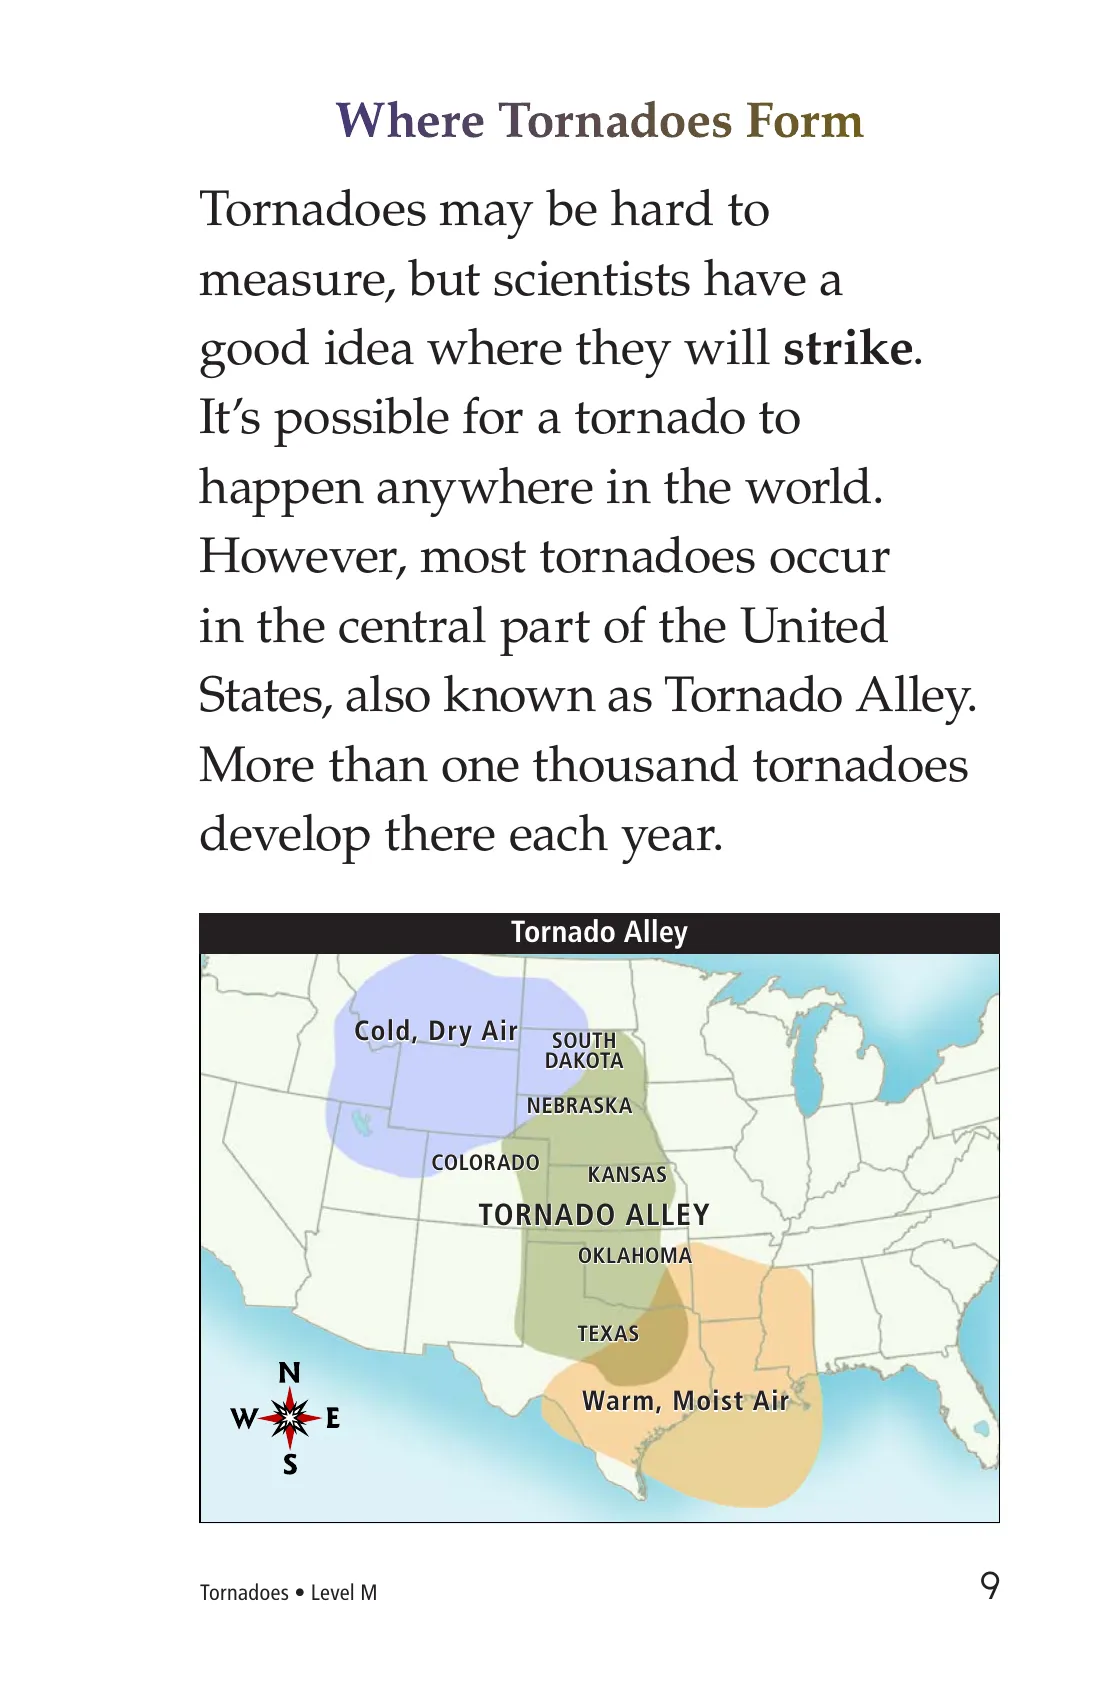 Where Tornadoes Form
Tornadoes may be hard to
measure, but scientists have a
good idea where they will strike.
It’s possible for a tornado to
happen anywhere in the world.
However, most tornadoes occur
in the central part of the United
States, also known as Tornado Alley.
More than one thousand tornadoes
develop there each year.
Tornado Alley
Cold, Dry Air
SOUTH
DAKOTA
NEBRASKA
COLORADO
KANSAS
TORNADO ALLEY
OKLAHOMA
TEXAS
Warm, Moist Air
N
W E
S
Tornadoes • Level M
9